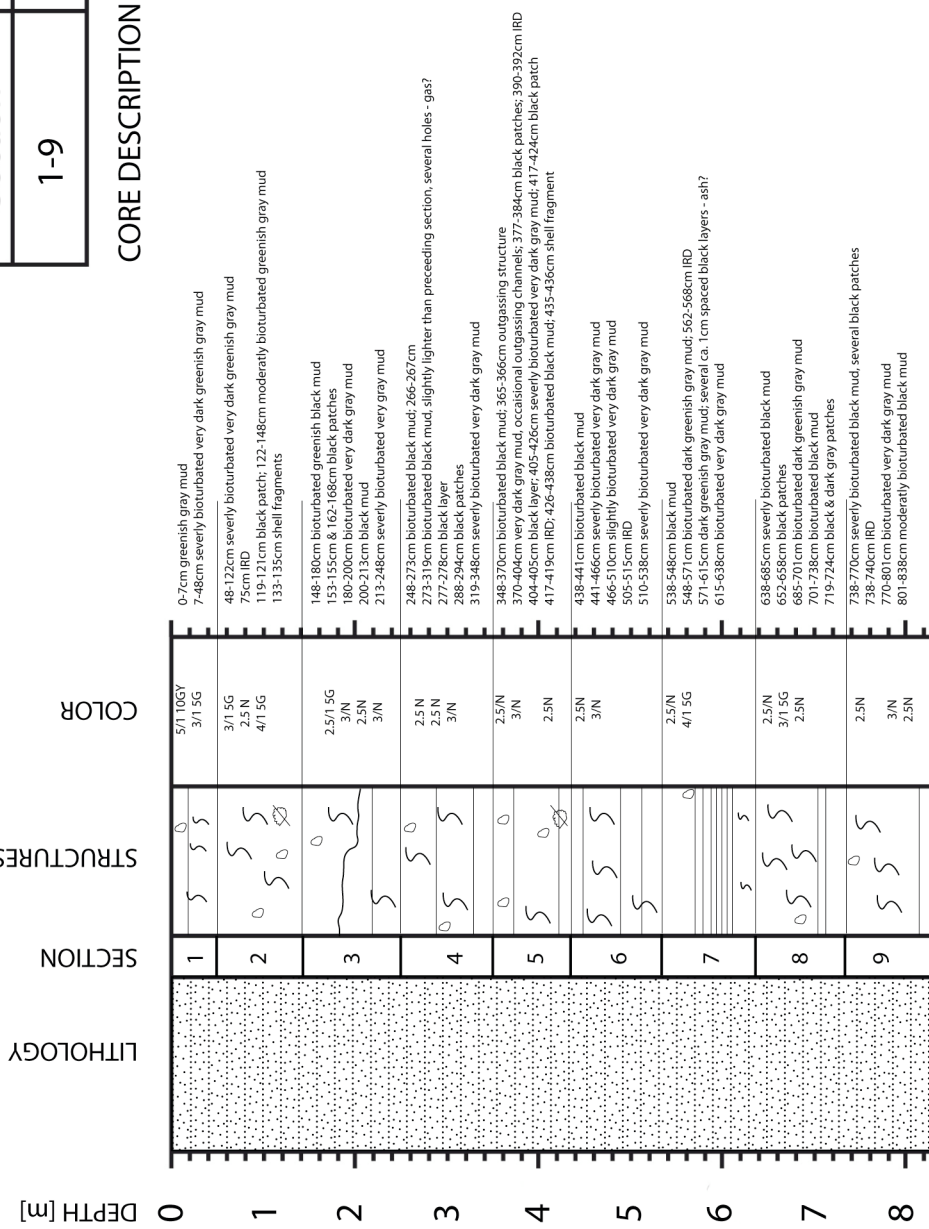 1-9
CORE DESCRIPTION
DEPTH [m]
LITHOLOGY
SECTION
STRUCTURES
COLOR
0
1
2
3
4
5
6
7
8
1
2
3
4
5
6
7
8
9
5/1 10GY
3/1 5G
3/1 5G
2.5 N
4/1 5G
2.5/1 5G
3/N
2.5N
3/N
2.5 N
2.5 N
3/N
2.5/N
3/N
2.5N
2.5N
3/N
2.5/N
4/1 5G
2.5/N
3/1 5G
2.5N
2.5N
3/N
2.5N
0-7cm greenish gray mud
7-48cm severly bioturbated very dark greenish gray mud
48-122cm severly bioturbated very dark greenish gray mud
75cm IRD
119-121cm black patch; 122-148cm moderatly bioturbated greenish gray mud
133-135cm shell fragments
148-180cm bioturbated greenish black mud
153-155cm & 162-168cm black patches
180-200cm bioturbated very dark gray mud
200-213cm black mud
213-248cm severly bioturbated very gray mud
248-273cm bioturbated black mud; 266-267cm
273-319cm bioturbated black mud, slightly lighter than preceeding section, several holes - gas?
277-278cm black layer
288-294cm black patches
319-348cm severly bioturbated very dark gray mud
348-370cm bioturbated black mud; 365-366cm outgassing structure
370-404cm very dark gray mud, occaisional outgassing channels; 377-384cm black patches; 390-392cm IRD
404-405cm black layer; 405-426cm severly bioturbated very dark gray mud; 417-424cm black patch
417-419cm IRD; 426-438cm bioturbated black mud; 435-436cm shell fragment
438-441cm bioturbated black mud
441-466cm severly bioturbated very dark gray mud
466-510cm slightly bioturbated very dark gray mud
505-515cm IRD
510-538cm severly bioturbated very dark gray mud
538-548cm black mud
548-571cm bioturbated dark greenish gray mud; 562-568cm IRD
571-615cm dark greenish gray mud; several ca. 1cm spaced black layers - ash?
615-638cm bioturbated very dark gray mud
638-685cm severly bioturbated black mud
652-658cm black patches
685-701cm bioturbated dark greenish gray mud
701-738cm bioturbated black mud
719-724cm black & dark gray patches
738-770cm severly bioturbated black mud, several black patches
738-740cm IRD
770-801cm bioturbated very dark gray mud
801-838cm moderatly bioturbated black mud